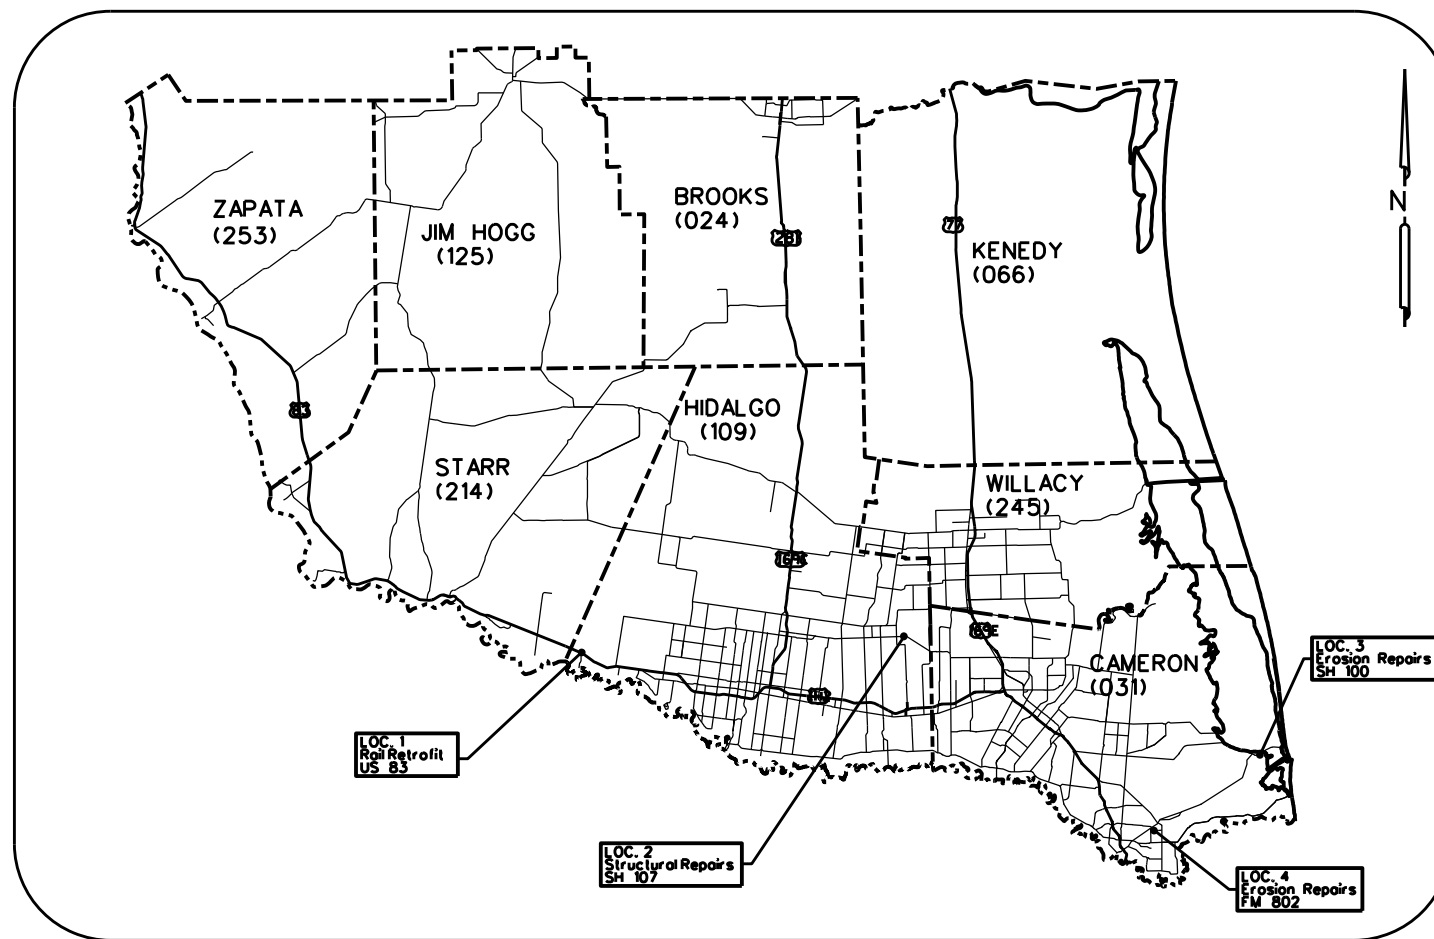 ZAPATA
(253)
JIM HOGG
(125)
BROOKS
(024)
281
77
KENEDY
(066)
N
83
HIDALGO
(109)
STARR
(214)
WILLACY
(245)
69E
CAMERON
(031)
LOC. 3
Erosion Repairs
SH 100
LOC. 1
Rail Retrofit
US 83
LOC. 2
Structural Repairs
SH 107
LOC. 4
Erosion Repairs
FM 802